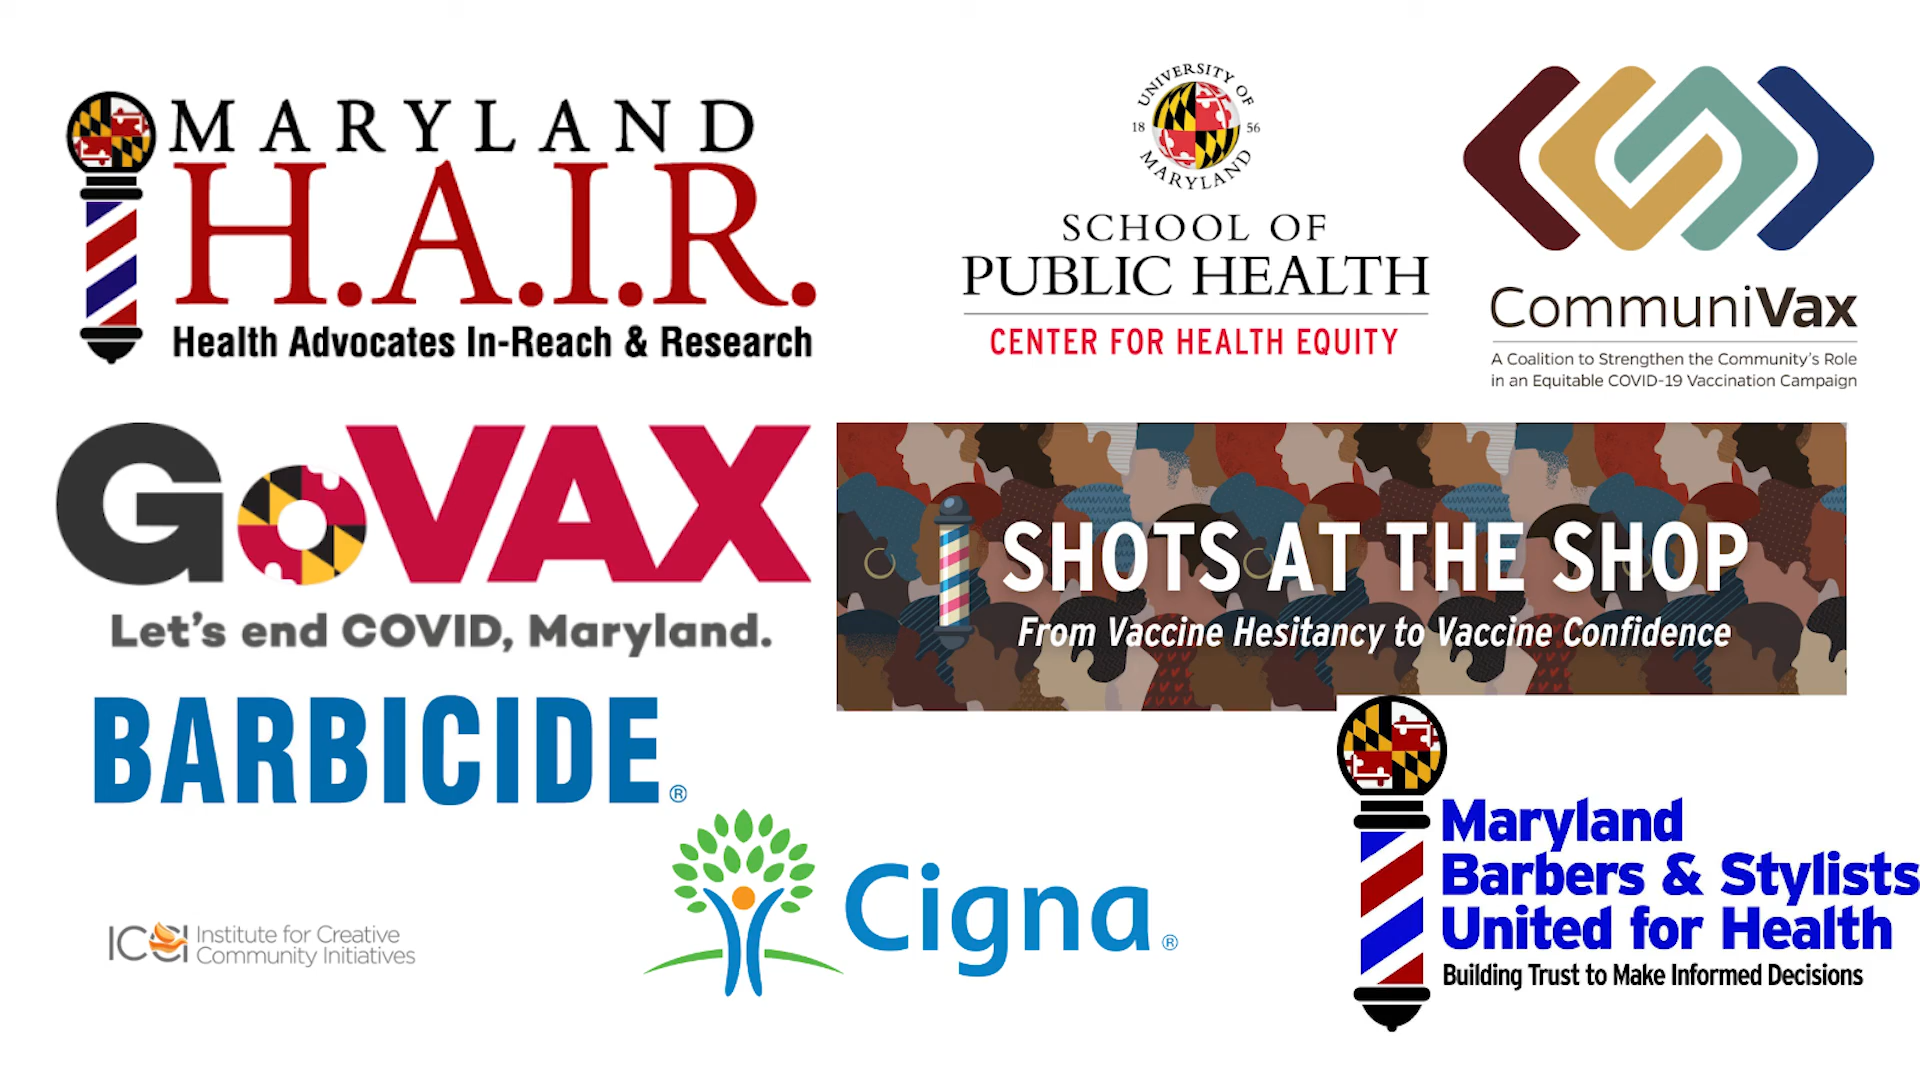 MARYLAND
H.A.I.R.
Health Advocates In-Reach & Research
UNIVERSITY OF
18 56
MARYLAND
SCHOOL OF
PUBLIC HEALTH
CENTER FOR HEALTH EQUITY
CommuniVax
A Coalition to Strengthen the Community's Role
in an Equitable COVID-19 Vaccination Campaign
GoVAX
Let's end COVID, Maryland.
SHOTS AT THE SHOP
From Vaccine Hesitancy to Vaccine Confidence
BARBICIDE®
ICCI Institute for Creative
Community Initiatives
Cigna®
Maryland
Barbers & Stylists
United for Health
Building Trust to Make Informed Decisions